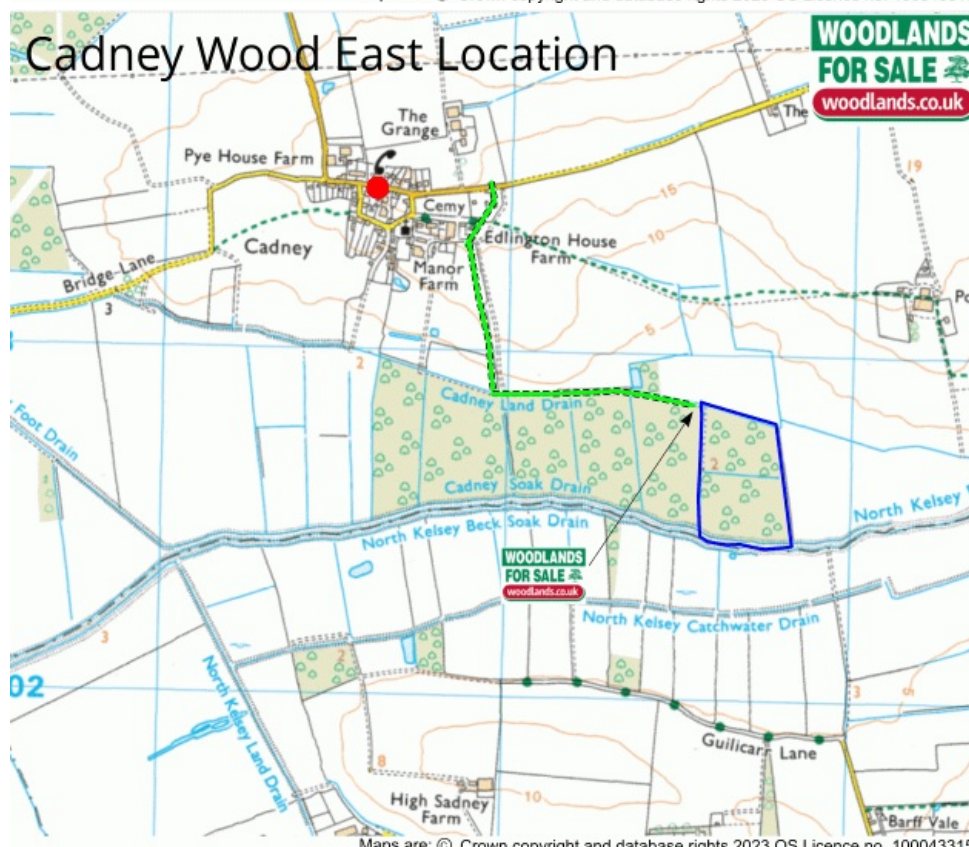 Cadney Wood East Location
WOODLANDS
FOR SALE
woodlands.co.uk
The
Grange
The
Pye House Farm
19
15
Cemy
Edlington House
Farm
10
Cadney
Manor
Farm
Bridge Lane
3
5
2
Cadney Land Drain
Foot Drain
2
Cadney Soak Drain
North Kelsey
North Kelsey Beck Soak Drain
WOODLANDS
FOR SALE
woodlands.co.uk
North Kelsey Catchwater Drain
3
2
02
North Kelsey Land Drain
3
5
Guilicarr Lane
8
High Sadney
Farm
10
Barff Vale
Maps are: © Crown copyright and database rights 2023 OS Licence no. 100043315